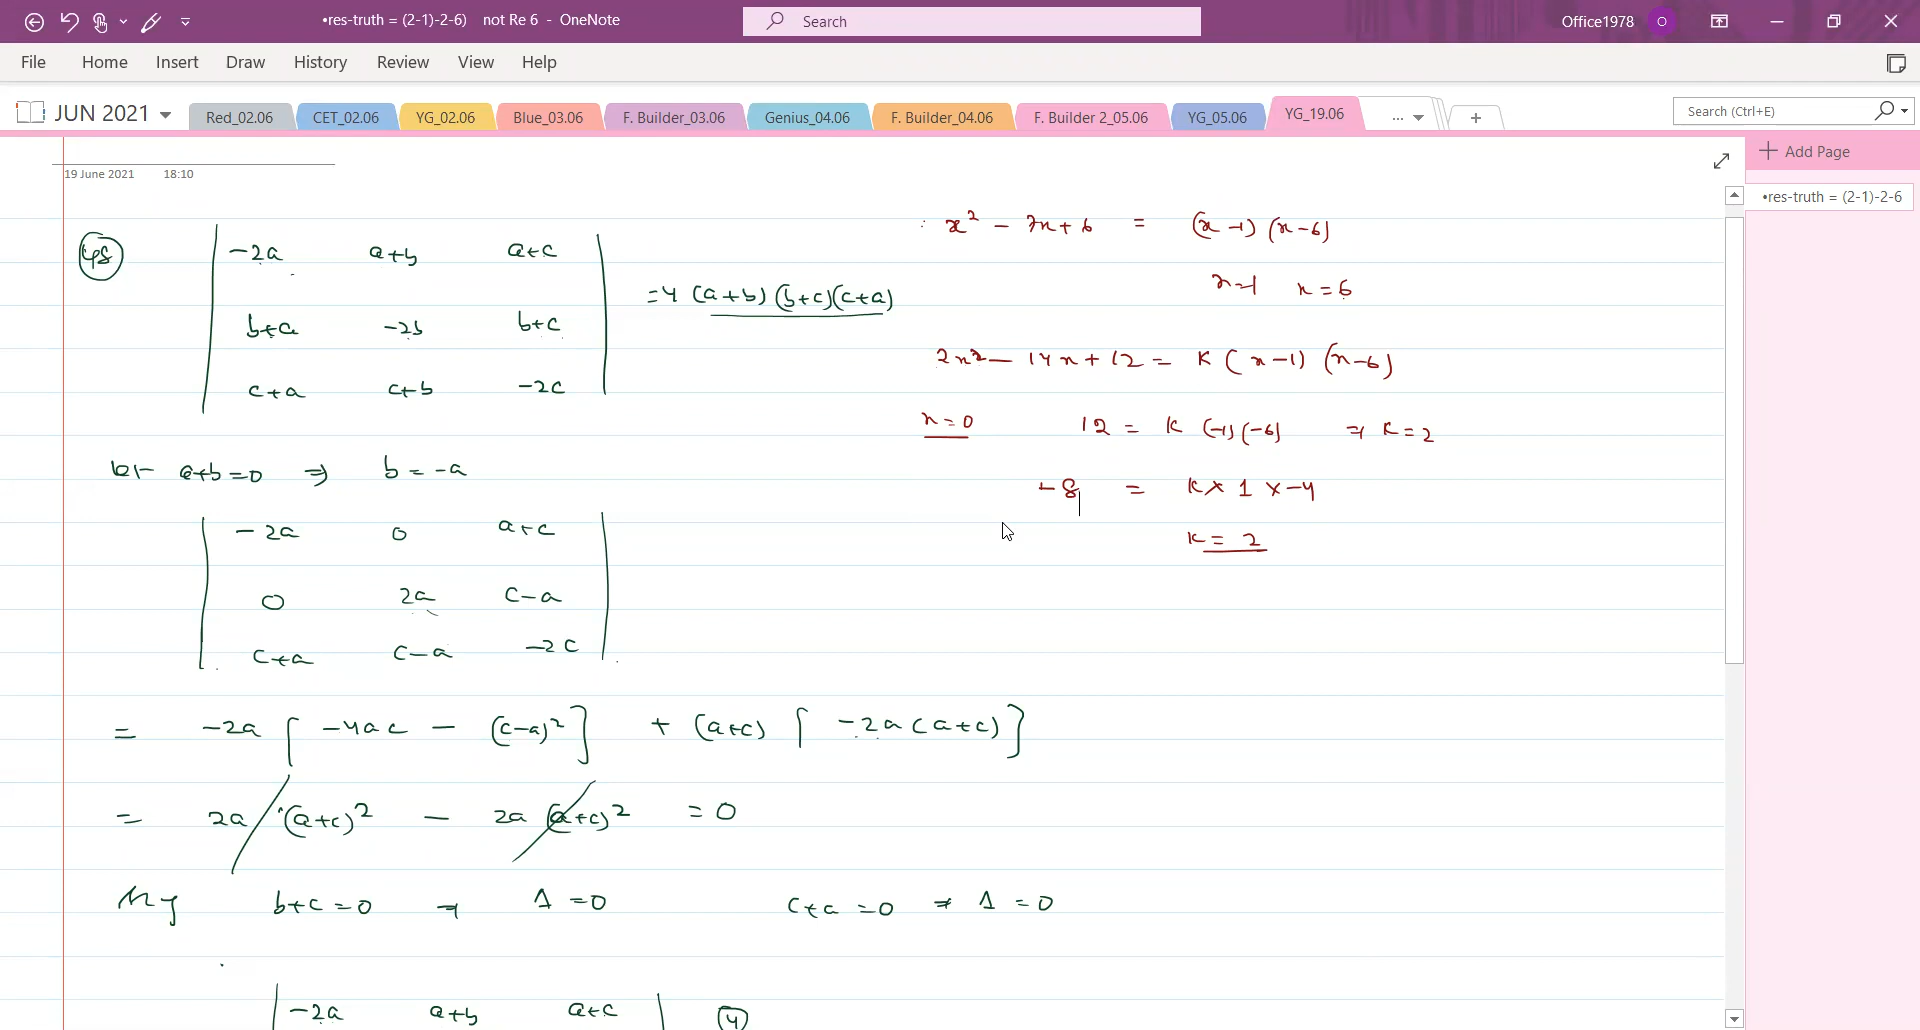 •res-truth = (2-1)-2-6) not Re 6 - OneNote
Search
Office1978
O
File Home Insert Draw History Review View Help
JUN 2021
Red_02.06 CET_02.06 YG_02.06 Blue_03.06 F. Builder_03.06 Genius_04.06 F. Builder_04.06 F. Builder 2_05.06 YG_05.06 YG_19.06 ... +
Search (Ctrl+E)
Add Page
•res-truth = (2-1)-2-6
19 June 2021 18:10
48
-2a a+b a+c
b+a -2b b+c
c+a c+b -2c
=4 (a+b) (b+c)(c+a)
let a+b=0 ⇒ b = -a
-2a 0 a+c
0 2a c-a
c+a c-a -2c
= -2a [ -4ac - (c-a)² ] + (a+c) [ -2a(a+c) ]
= 2a (a+c)² - 2a (a+c)² = 0
b+c=0 ⇒ Δ=0 c+a=0 ⇒ Δ=0
-2a a+b a+c
4
x² - 7x+6 = (x-1) (x-6)
x=1 x=6
2x² - 14x+12 = K (x-1) (x-6)
x=0 12 = K (-1)(-6) ⇒ K=2
-8 = K × 1 × -4
K = 2